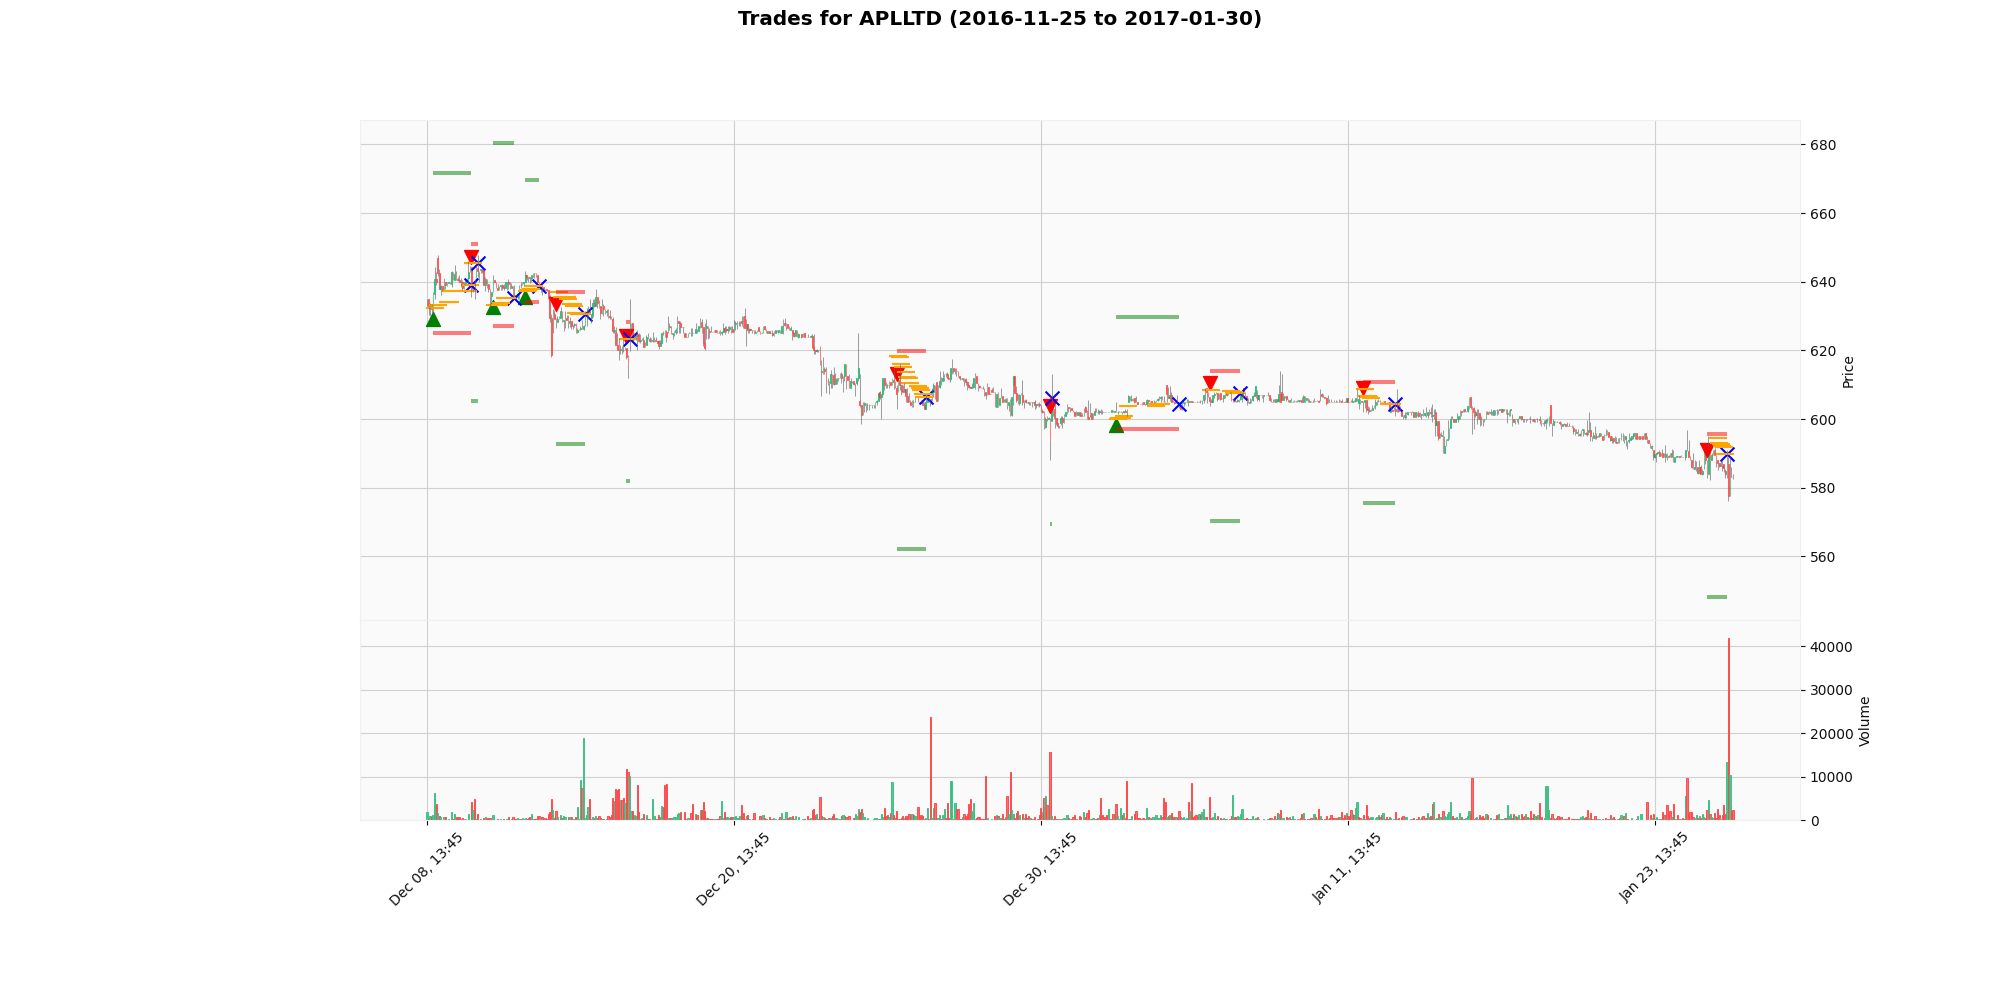 Trades for APLLTD (2016-11-25 to 2017-01-30)
680
660
640
620
600
580
560
Price
40000
30000
20000
10000
0
Volume
Dec 08, 13:45
Dec 20, 13:45
Dec 30, 13:45
Jan 11, 13:45
Jan 23, 13:45